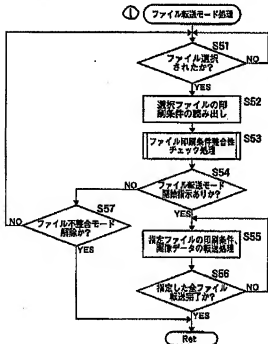 ① ファイル転送モード処理
S51
ファイル選択
されたか?
NO
YES
S52
選択ファイルの印
刷条件の読み出し
S53
ファイル印刷条件整合性
チェック処理
S54
ファイル転送モード
開始指示ありか?
NO
YES
S57
ファイル不整合モード
解除か?
NO
YES
S55
指定ファイルの印刷条件、
画像データの転送処理
S56
指定した全ファイル
転送完了か?
NO
YES
Ret